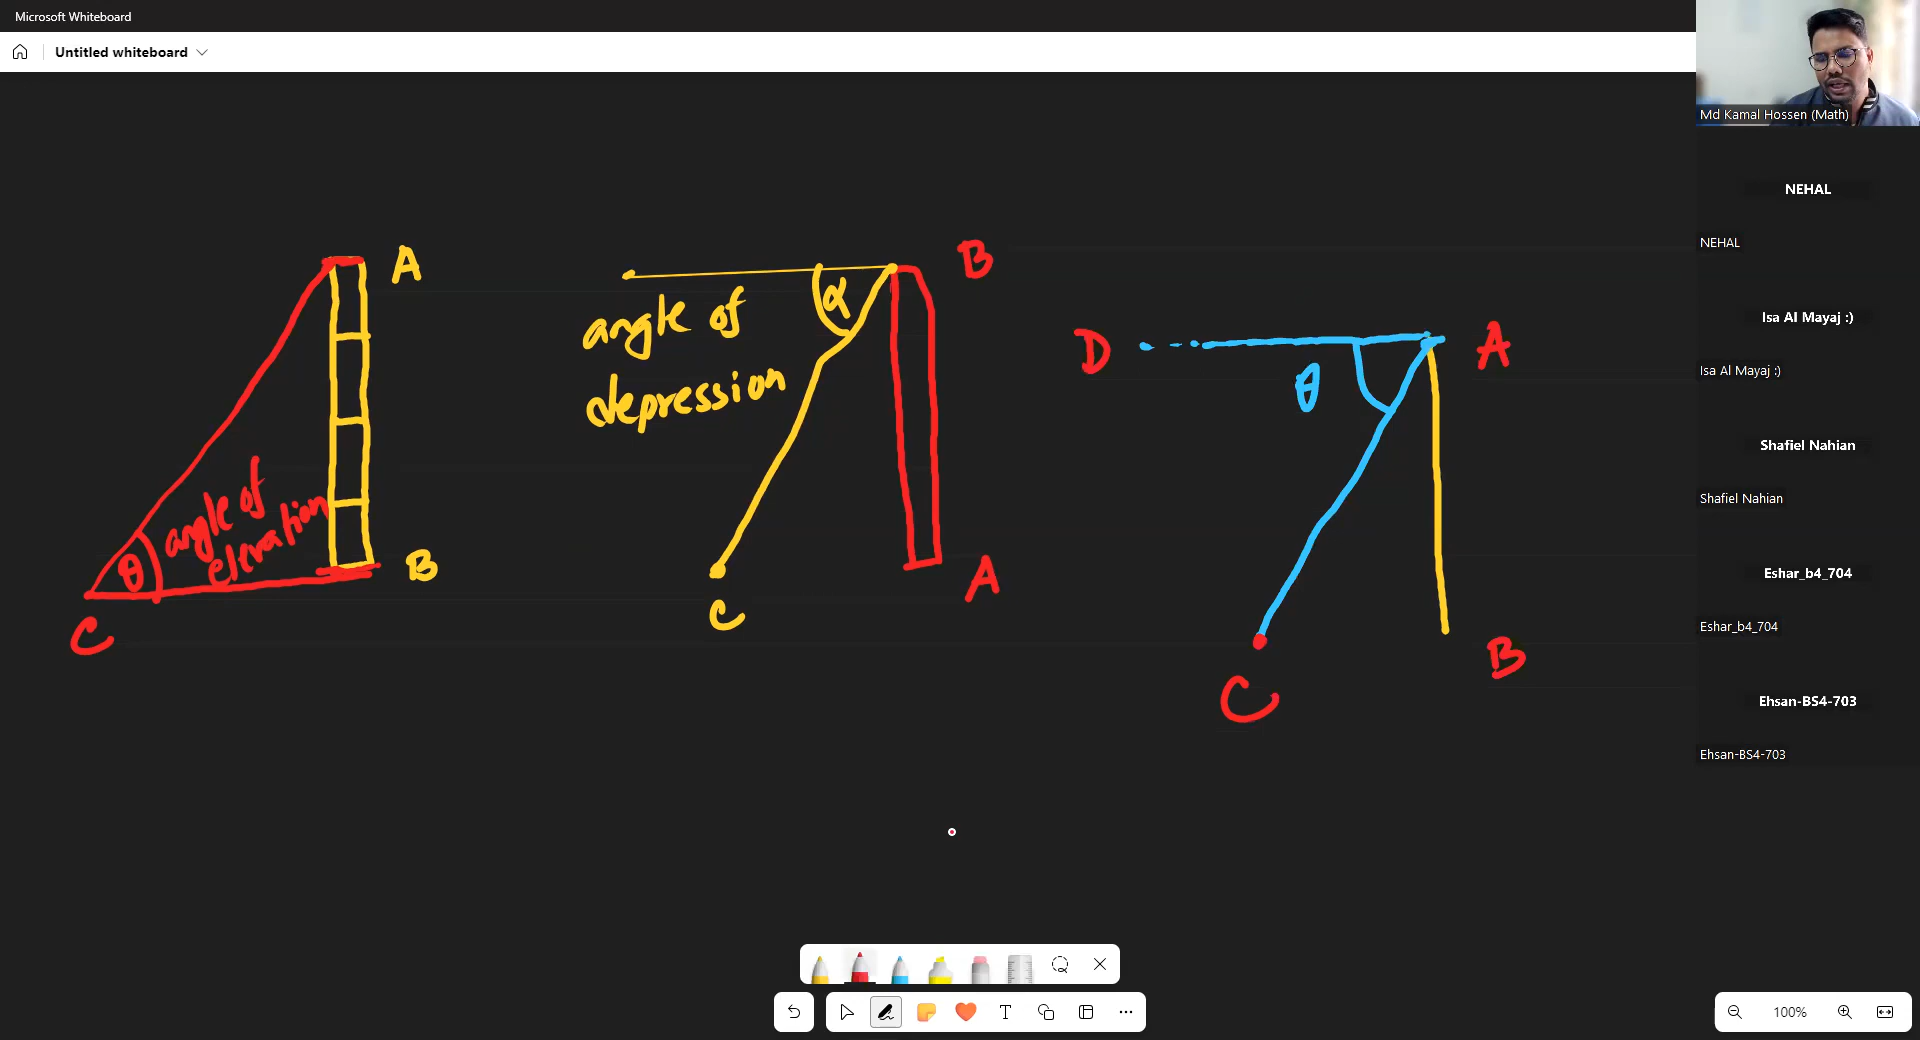 Microsoft Whiteboard
Untitled whiteboard
Md Kamal Hossen (Math)
NEHAL
NEHAL
Isa Al Mayaj :)
Isa Al Mayaj :)
Shafiel Nahian
Shafiel Nahian
Eshar_b4_704
Eshar_b4_704
Ehsan-BS4-703
Ehsan-BS4-703
A
B
C
θ
angle of
elevation
B
A
C
α
angle of
depression
D
A
θ
C
B
T
100%